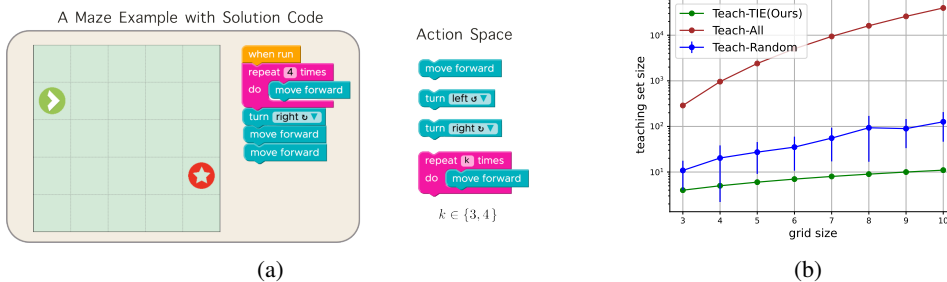 A Maze Example with Solution Code
when run
repeat 4 times
do move forward
turn right ↻ ▼
move forward
move forward
Action Space
move forward
turn left ↺ ▼
turn right ↻ ▼
repeat k times
do move forward
k ∈ {3, 4}
(a)
Teach-TIE(Ours)
Teach-All
Teach-Random
teaching set size
10⁴
10³
10²
10¹
3 4 5 6 7 8 9 10
grid size
(b)